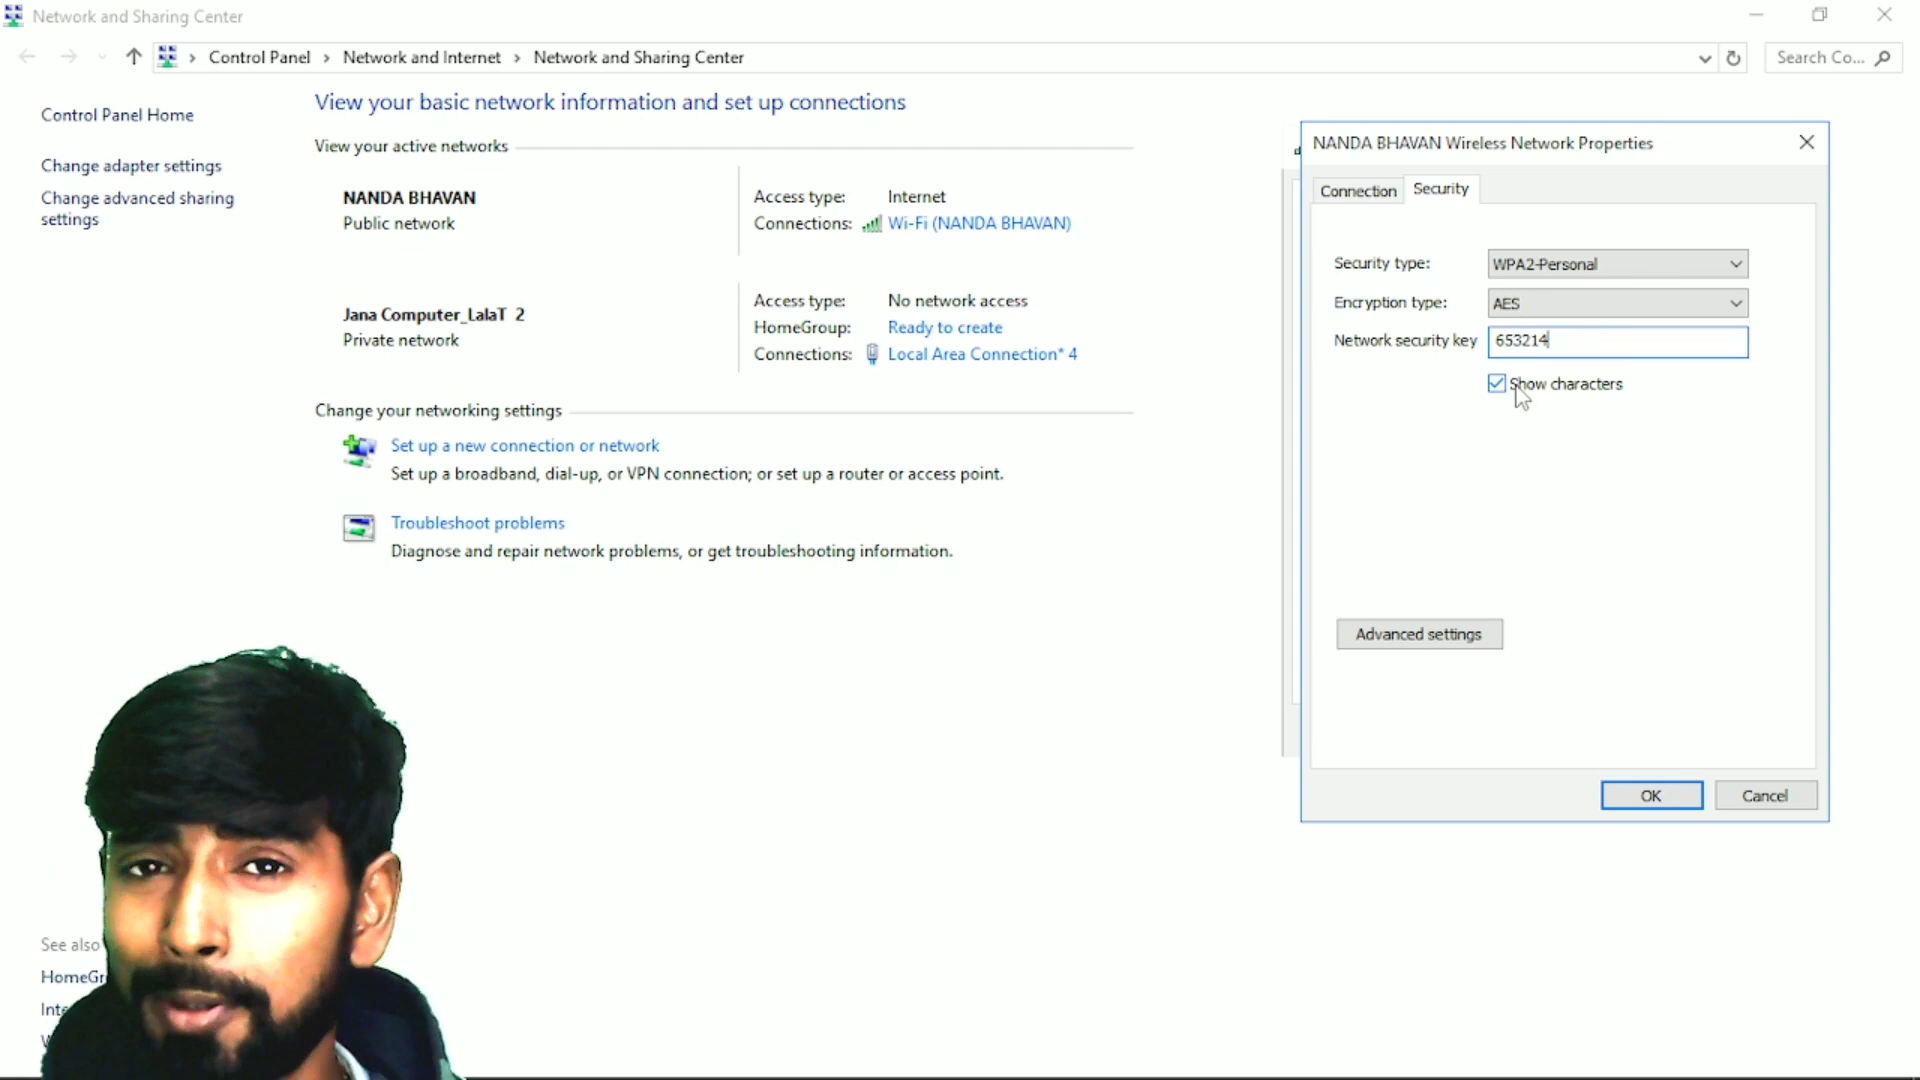 Network and Sharing Center
Control Panel > Network and Internet > Network and Sharing Center
Search Co...
Control Panel Home
Change adapter settings
Change advanced sharing
settings
View your basic network information and set up connections
View your active networks
NANDA BHAVAN
Public network
Access type: Internet
Connections: Wi-Fi (NANDA BHAVAN)
Jana Computer_LalaT 2
Private network
Access type: No network access
HomeGroup: Ready to create
Connections: Local Area Connection* 4
Change your networking settings
Set up a new connection or network
Set up a broadband, dial-up, or VPN connection; or set up a router or access point.
Troubleshoot problems
Diagnose and repair network problems, or get troubleshooting information.
See also
NANDA BHAVAN Wireless Network Properties
Connection
Security
Security type: WPA2-Personal
Encryption type: AES
Network security key 653214
Show characters
Advanced settings
OK
Cancel